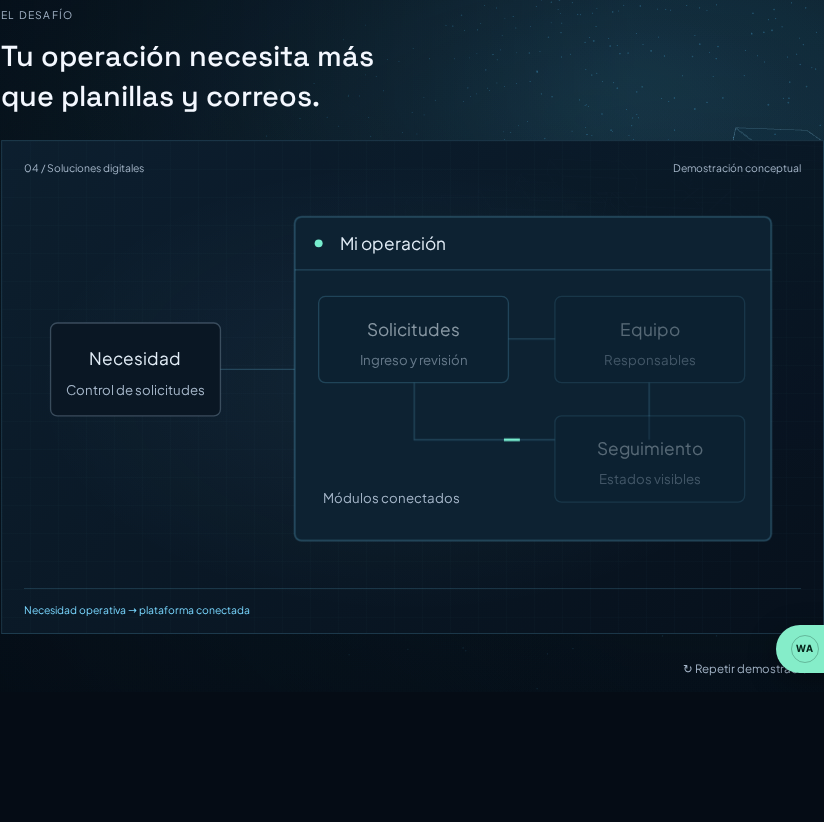 EL DESAFÍO
Tu operación necesita más
que planillas y correos.
04 / Soluciones digitales
Demostración conceptual
Mi operación
Solicitudes
Ingreso y revisión
Equipo
Responsables
Necesidad
Control de solicitudes
Seguimiento
Estados visibles
Módulos conectados
Necesidad operativa → plataforma conectada
WA
↻ Repetir